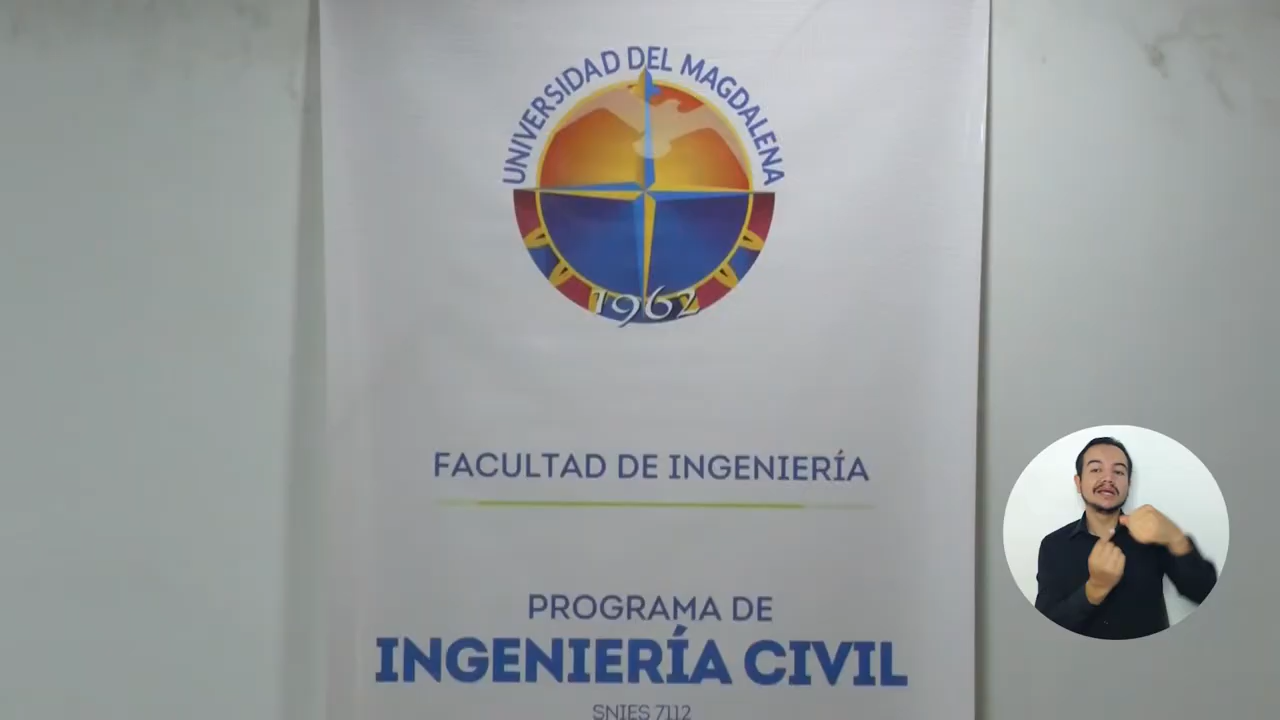 UNIVERSIDAD DEL MAGDALENA
1962
FACULTAD DE INGENIERÍA
PROGRAMA DE
INGENIERÍA CIVIL
SNIES 7112